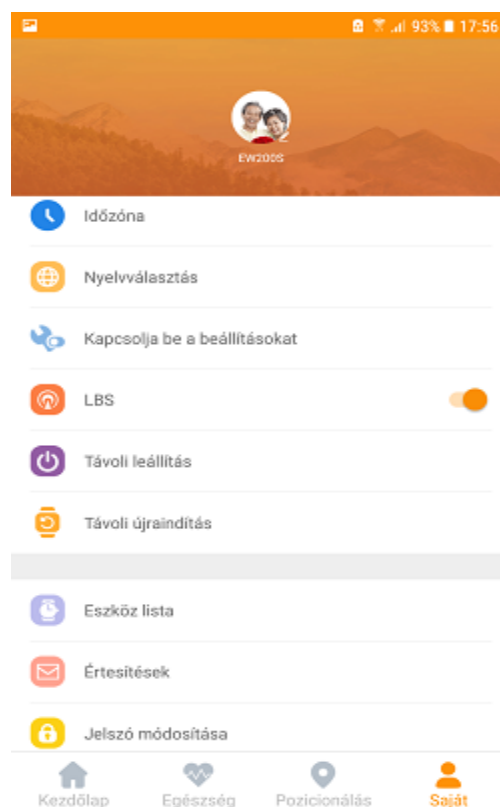 93% 17:56
EW200S
Időzóna
Nyelvválasztás
Kapcsolja be a beállításokat
LBS
Távoli leállítás
Távoli újraindítás
Eszköz lista
Értesítések
Jelszó módosítása
Kezdőlap Egészség Pozicionálás Saját